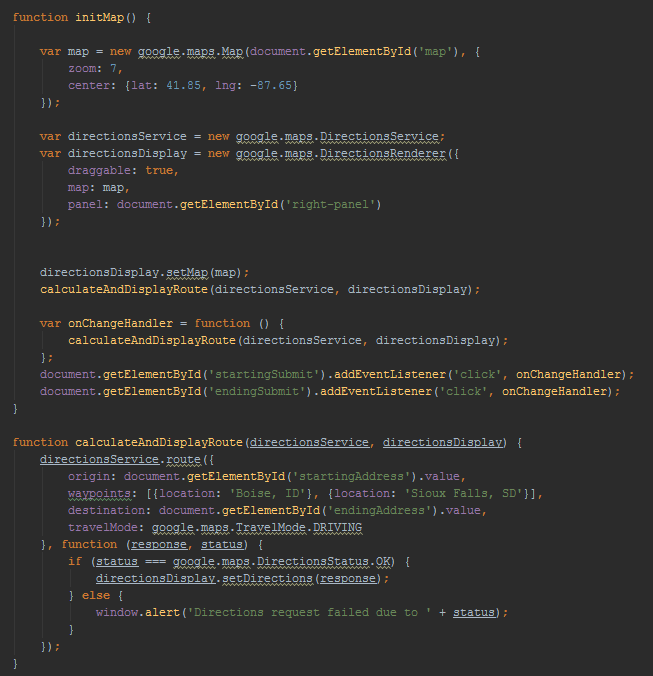 function initMap() {
var map = new google.maps.Map(document.getElementById('map'), {
zoom: 7,
center: {lat: 41.85, lng: -87.65}
});
var directionsService = new google.maps.DirectionsService;
var directionsDisplay = new google.maps.DirectionsRenderer({
draggable: true,
map: map,
panel: document.getElementById('right-panel')
});
directionsDisplay.setMap(map);
calculateAndDisplayRoute(directionsService, directionsDisplay);
var onChangeHandler = function () {
calculateAndDisplayRoute(directionsService, directionsDisplay);
};
document.getElementById('startingSubmit').addEventListener('click', onChangeHandler);
document.getElementById('endingSubmit').addEventListener('click', onChangeHandler);
}
function calculateAndDisplayRoute(directionsService, directionsDisplay) {
directionsService.route({
origin: document.getElementById('startingAddress').value,
waypoints: [{location: 'Boise, ID'}, {location: 'Sioux Falls, SD'}],
destination: document.getElementById('endingAddress').value,
travelMode: google.maps.TravelMode.DRIVING
}, function (response, status) {
if (status === google.maps.DirectionsStatus.OK) {
directionsDisplay.setDirections(response);
} else {
window.alert('Directions request failed due to ' + status);
}
});
}